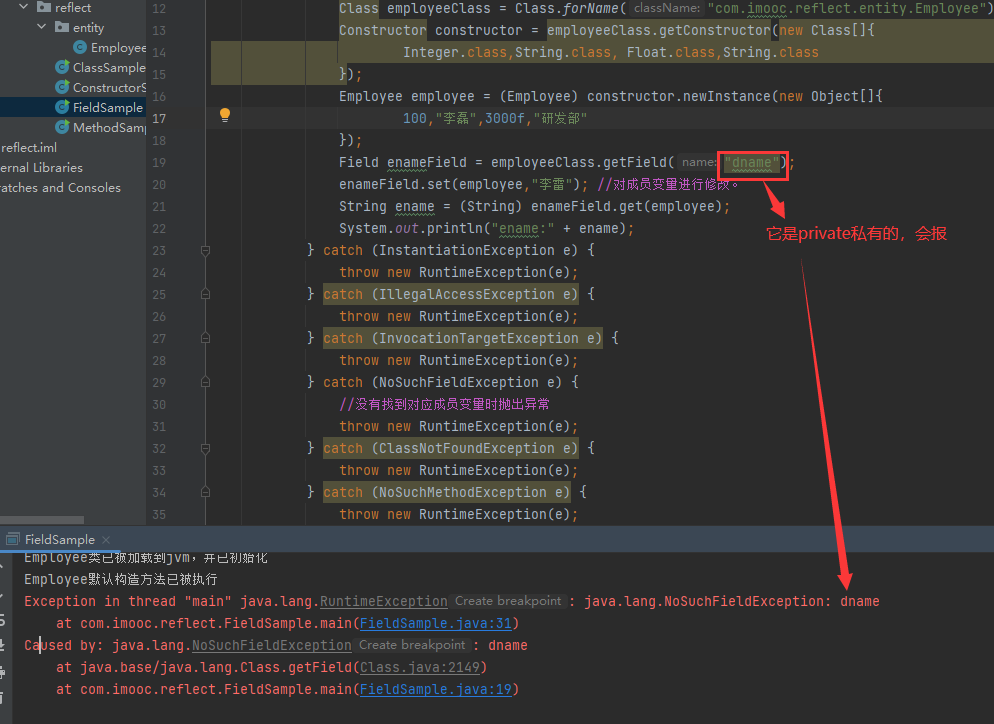 reflect
entity
Employee
ClassSample
ConstructorS
FieldSample
MethodSamp
reflect.iml
ernal Libraries
ratches and Consoles
12 Class employeeClass = Class.forName( className: "com.imooc.reflect.entity.Employee")
13 Constructor constructor = employeeClass.getConstructor(new Class[]{
14 Integer.class,String.class, Float.class,String.class
15 });
16 Employee employee = (Employee) constructor.newInstance(new Object[]{
17 100,"李磊",3000f,"研发部"
18 });
19 Field enameField = employeeClass.getField( name: "dname");
20 enameField.set(employee,"李雷"); //对成员变量进行修改。
21 String ename = (String) enameField.get(employee);
22 System.out.println("ename:" + ename);
它是private私有的，会报
23 } catch (InstantiationException e) {
24 throw new RuntimeException(e);
25 } catch (IllegalAccessException e) {
26 throw new RuntimeException(e);
27 } catch (InvocationTargetException e) {
28 throw new RuntimeException(e);
29 } catch (NoSuchFieldException e) {
30 //没有找到对应成员变量时抛出异常
31 throw new RuntimeException(e);
32 } catch (ClassNotFoundException e) {
33 throw new RuntimeException(e);
34 } catch (NoSuchMethodException e) {
35 throw new RuntimeException(e);
FieldSample
Employee类已被加载到jvm，并已初始化
Employee默认构造方法已被执行
Exception in thread "main" java.lang.RuntimeException Create breakpoint : java.lang.NoSuchFieldException: dname
at com.imooc.reflect.FieldSample.main(FieldSample.java:31)
Caused by: java.lang.NoSuchFieldException Create breakpoint : dname
at java.base/java.lang.Class.getField(Class.java:2149)
at com.imooc.reflect.FieldSample.main(FieldSample.java:19)